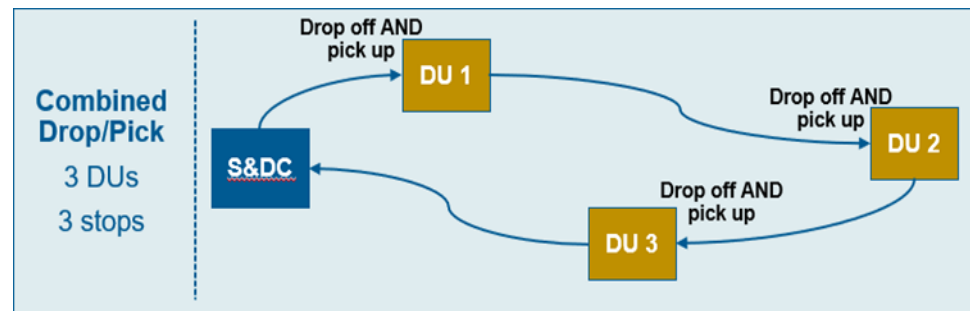 Combined
Drop/Pick
3 DUs
3 stops
S&DC
Drop off AND
pick up
DU 1
Drop off AND
pick up
DU 2
Drop off AND
pick up
DU 3